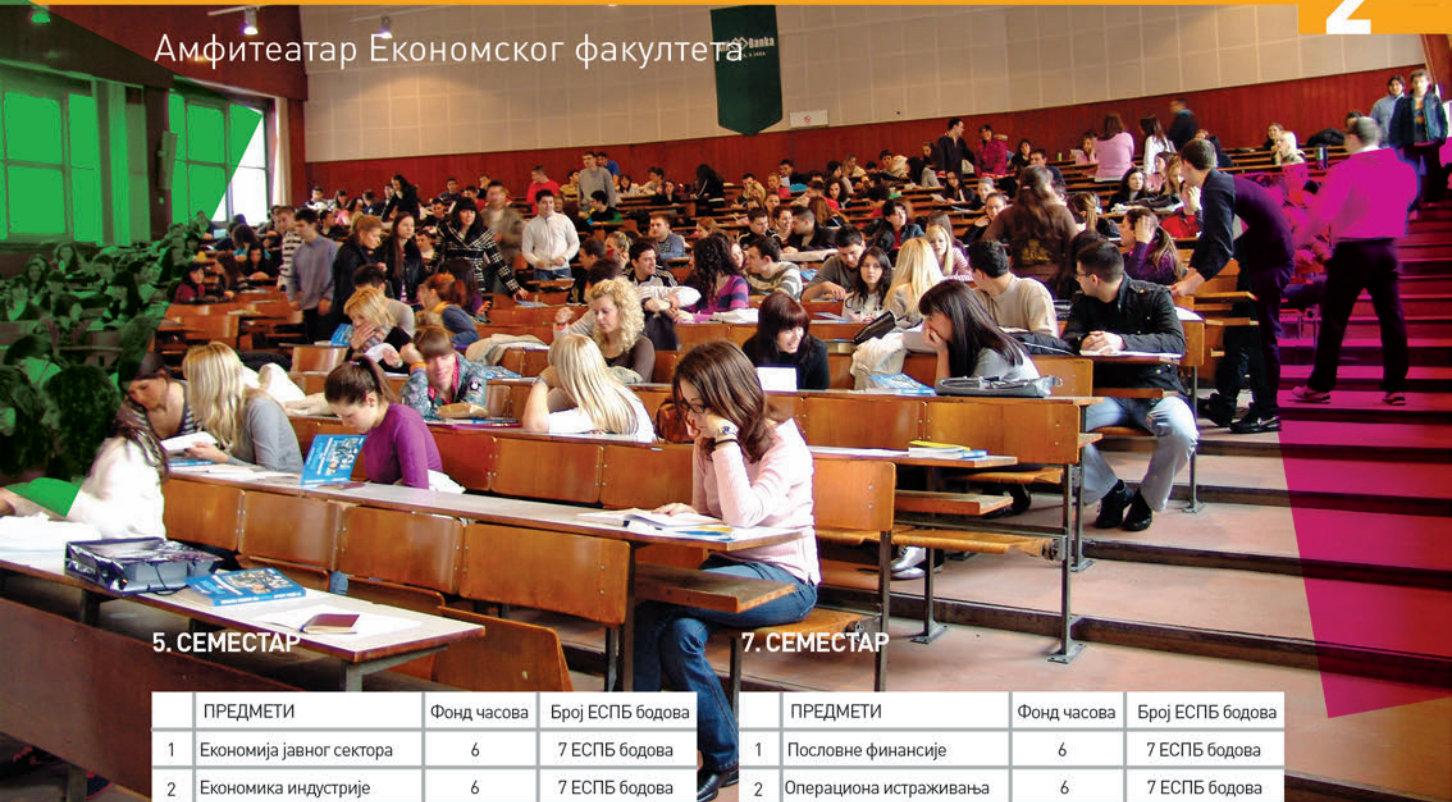 2
Амфитеатар Економског факултета
Banka
5. СЕМЕСТАР
ПРЕДМЕТИ Фонд часова Број ЕСПБ бодова
1 Економија јавног сектора 6 7 ЕСПБ бодова
2 Економика индустрије 6 7 ЕСПБ бодова
7. СЕМЕСТАР
ПРЕДМЕТИ Фонд часова Број ЕСПБ бодова
1 Пословне финансије 6 7 ЕСПБ бодова
2 Операциона истраживања 6 7 ЕСПБ бодова